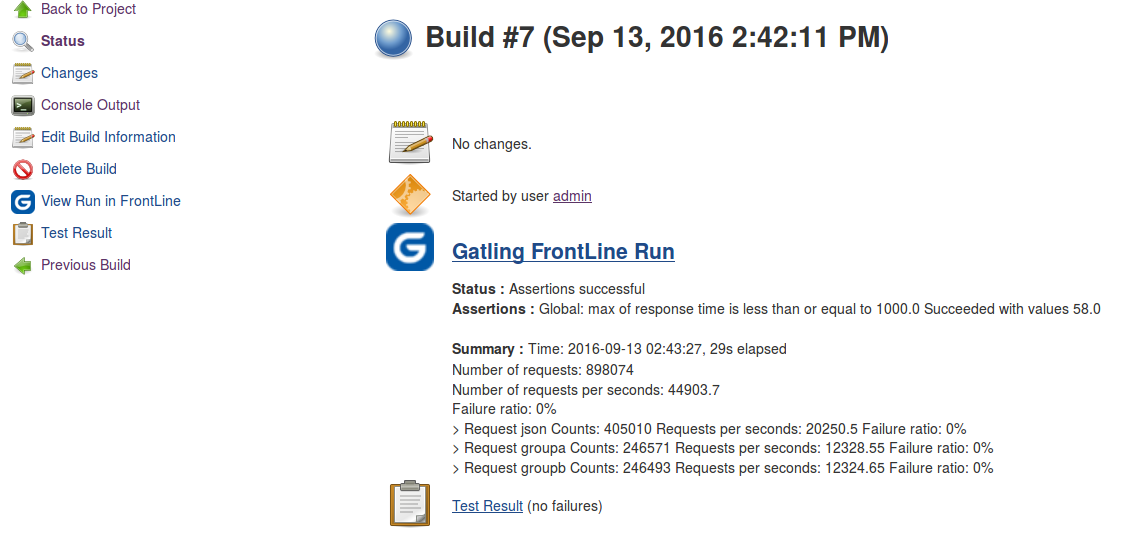 Back to Project
Status
Changes
Console Output
Edit Build Information
Delete Build
View Run in FrontLine
Test Result
Previous Build
Build #7 (Sep 13, 2016 2:42:11 PM)
No changes.
Started by user admin
Gatling FrontLine Run
Status : Assertions successful
Assertions : Global: max of response time is less than or equal to 1000.0 Succeeded with values 58.0
Summary : Time: 2016-09-13 02:43:27, 29s elapsed
Number of requests: 898074
Number of requests per seconds: 44903.7
Failure ratio: 0%
> Request json Counts: 405010 Requests per seconds: 20250.5 Failure ratio: 0%
> Request groupa Counts: 246571 Requests per seconds: 12328.55 Failure ratio: 0%
> Request groupb Counts: 246493 Requests per seconds: 12324.65 Failure ratio: 0%
Test Result (no failures)